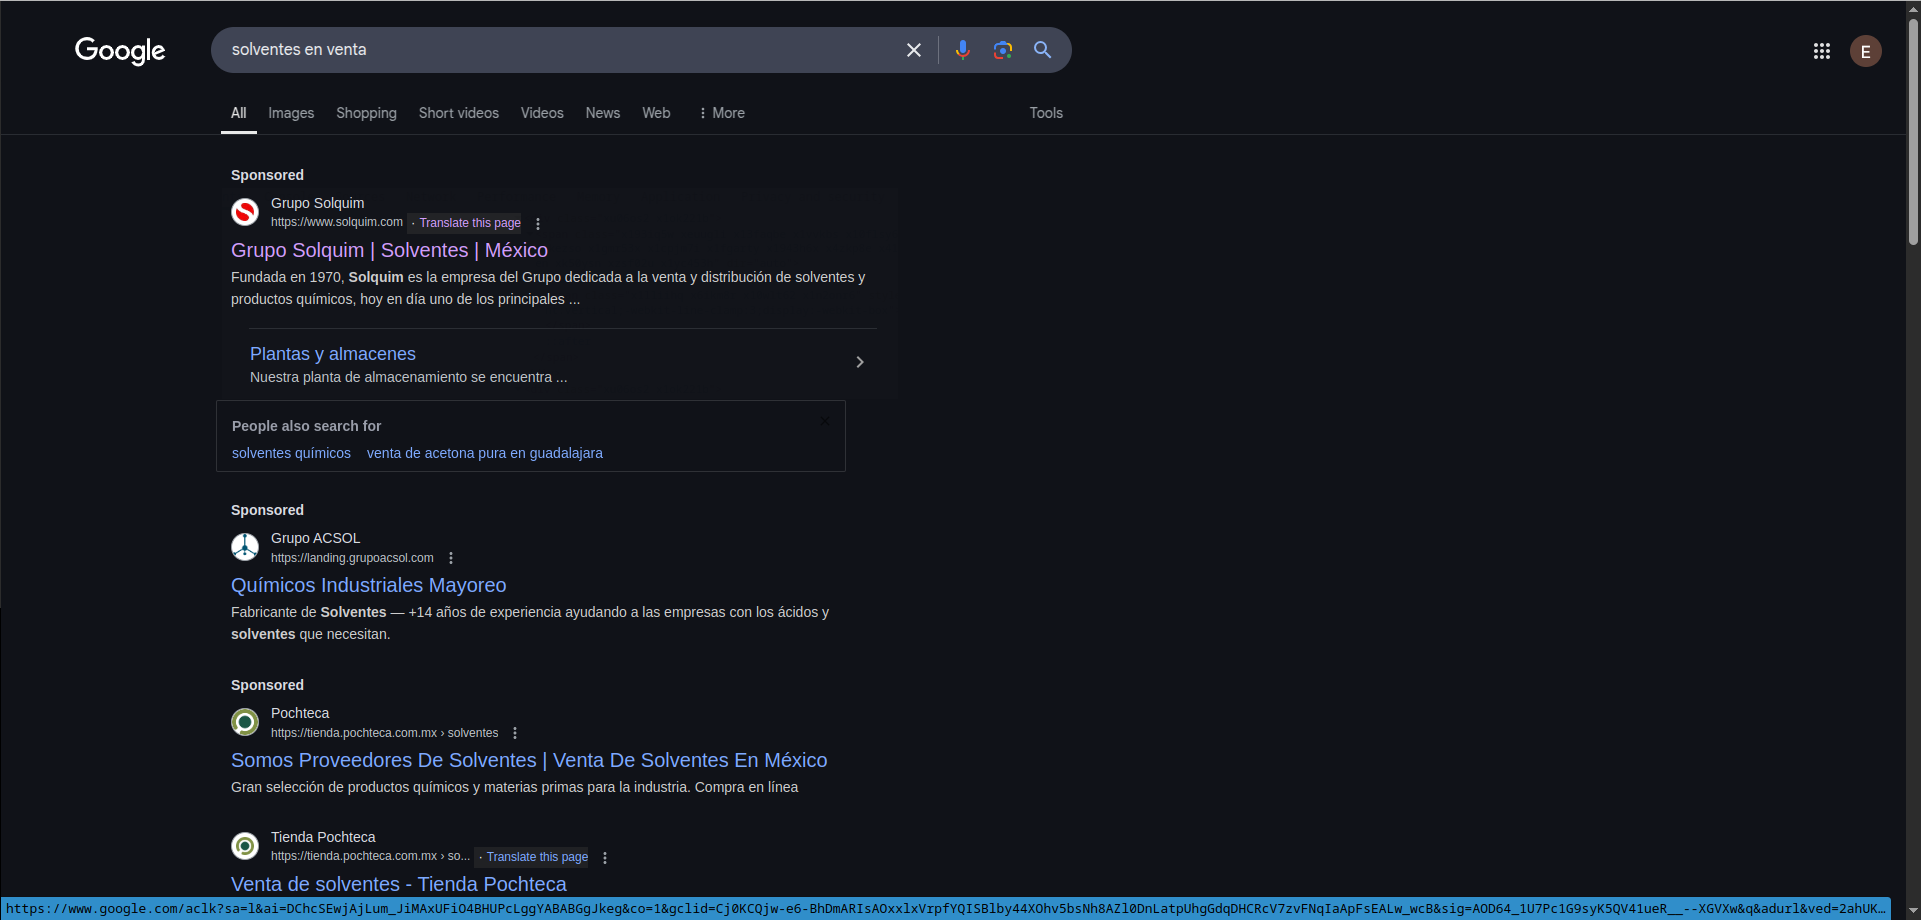 Google
solventes en venta
E
All Images Shopping Short videos Videos News Web More Tools
Sponsored
Grupo Solquim
https://www.solquim.com · Translate this page
Grupo Solquim | Solventes | México
Fundada en 1970, Solquim es la empresa del Grupo dedicada a la venta y distribución de solventes y
productos químicos, hoy en día uno de los principales ...
Plantas y almacenes
Nuestra planta de almacenamiento se encuentra ...
People also search for
solventes químicos venta de acetona pura en guadalajara
Sponsored
Grupo ACSOL
https://landing.grupoacsol.com
Químicos Industriales Mayoreo
Fabricante de Solventes — +14 años de experiencia ayudando a las empresas con los ácidos y
solventes que necesitan.
Sponsored
Pochteca
https://tienda.pochteca.com.mx › solventes
Somos Proveedores De Solventes | Venta De Solventes En México
Gran selección de productos químicos y materias primas para la industria. Compra en línea
Tienda Pochteca
https://tienda.pochteca.com.mx › so... · Translate this page
Venta de solventes - Tienda Pochteca
https://www.google.com/aclk?sa=l&ai=DChcSEwjAjLum_JiMAxUFiO4BHUPcLggYABABGgJkeg&co=1&gclid=Cj0KCQjw-e6-BhDmARIsAOxxlxVrpfYQISBlby44XOhv5bsNh8AZl0DnLatpUhgGdqDHCRcV7zvFNqIaApFsEALw_wcB&sig=AOD64_1U7Pc1G9syK5QV41ueR__--XGVXw&q&adurl&ved=2ahUK…